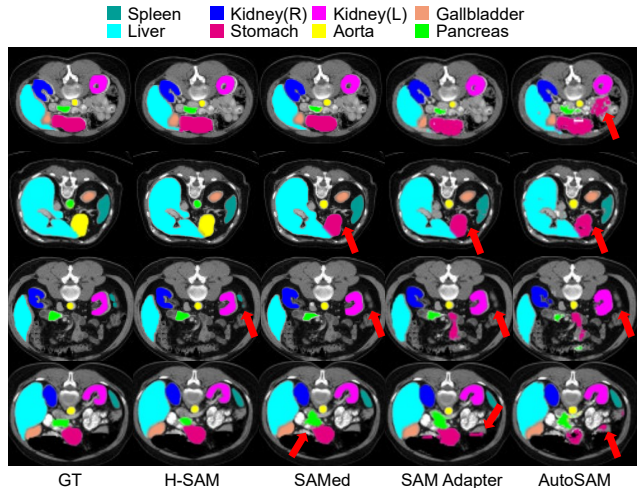 Spleen Kidney(R) Kidney(L) Gallbladder
Liver Stomach Aorta Pancreas
GT H-SAM SAMed SAM Adapter AutoSAM